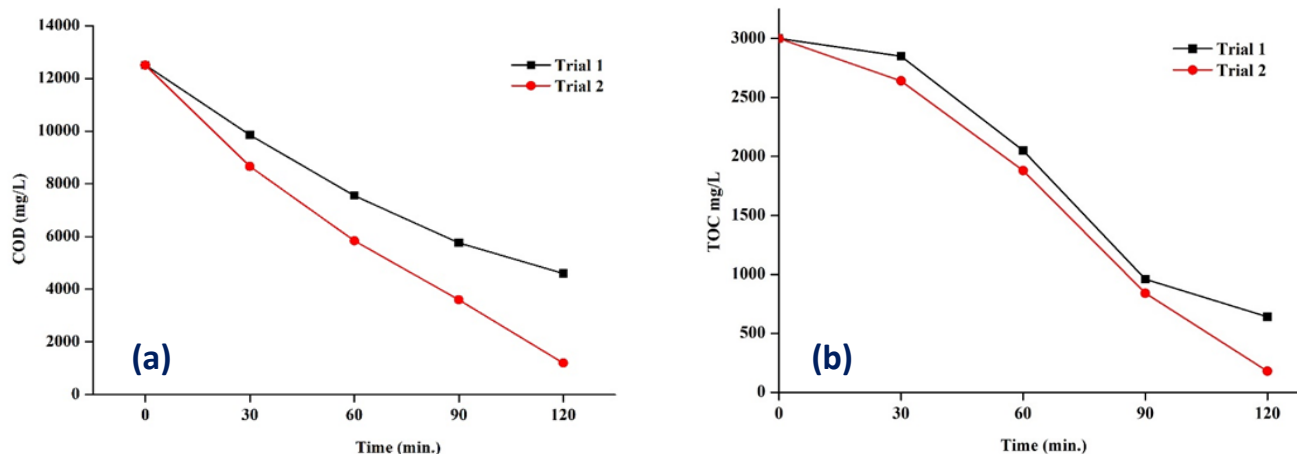 14000
12000
10000
8000
6000
4000
2000
0
COD (mg/L)
Trial 1
Trial 2
(a)
0 30 60 90 120
Time (min.)
3000
2500
2000
1500
1000
500
0
TOC mg/L
Trial 1
Trial 2
(b)
0 30 60 90 120
Time (min.)